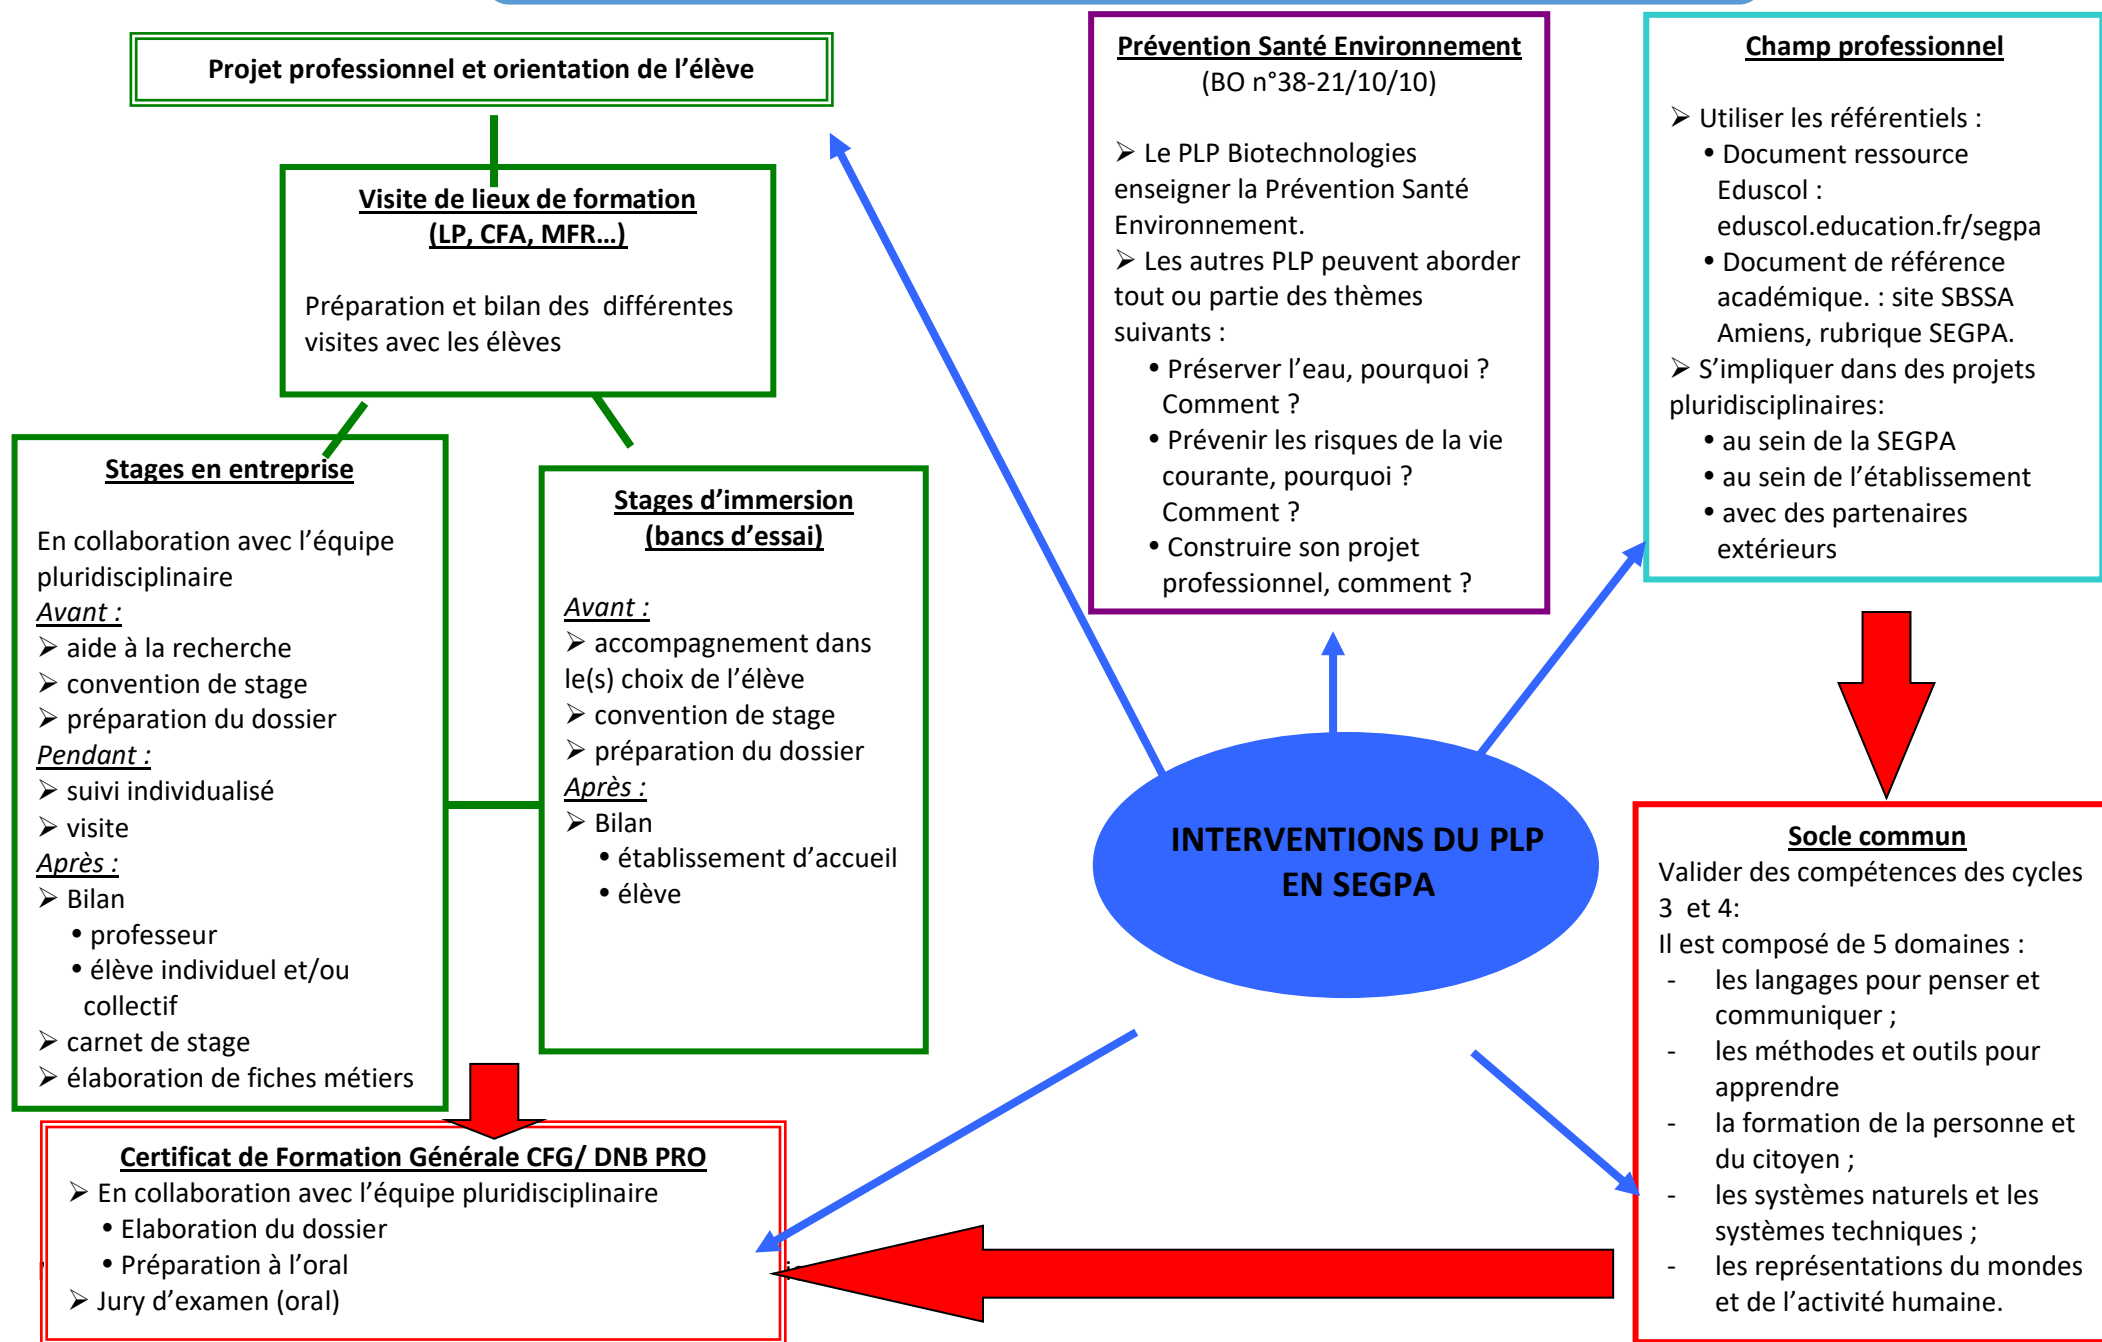 Projet professionnel et orientation de l’élève
Visite de lieux de formation
(LP, CFA, MFR…)
Préparation et bilan des différentes
visites avec les élèves
Stages en entreprise
En collaboration avec l’équipe
pluridisciplinaire
Avant :
➢ aide à la recherche
➢ convention de stage
➢ préparation du dossier
Pendant :
➢ suivi individualisé
➢ visite
Après :
➢ Bilan
• professeur
• élève individuel et/ou
collectif
➢ carnet de stage
➢ élaboration de fiches métiers
Stages d’immersion
(bancs d’essai)
Avant :
➢ accompagnement dans
le(s) choix de l’élève
➢ convention de stage
➢ préparation du dossier
Après :
➢ Bilan
• établissement d’accueil
• élève
Prévention Santé Environnement
(BO n°38-21/10/10)
➢ Le PLP Biotechnologies
enseigner la Prévention Santé
Environnement.
➢ Les autres PLP peuvent aborder
tout ou partie des thèmes
suivants :
• Préserver l’eau, pourquoi ?
Comment ?
• Prévenir les risques de la vie
courante, pourquoi ?
Comment ?
• Construire son projet
professionnel, comment ?
Champ professionnel
➢ Utiliser les référentiels :
• Document ressource
Eduscol :
eduscol.education.fr/segpa
• Document de référence
académique. : site SBSSA
Amiens, rubrique SEGPA.
➢ S’impliquer dans des projets
pluridisciplinaires:
• au sein de la SEGPA
• au sein de l’établissement
• avec des partenaires
extérieurs
INTERVENTIONS DU PLP
EN SEGPA
Socle commun
Valider des compétences des cycles
3 et 4:
Il est composé de 5 domaines :
- les langages pour penser et
communiquer ;
- les méthodes et outils pour
apprendre
- la formation de la personne et
du citoyen ;
- les systèmes naturels et les
systèmes techniques ;
- les représentations du mondes
et de l’activité humaine.
Certificat de Formation Générale CFG/ DNB PRO
➢ En collaboration avec l’équipe pluridisciplinaire
• Elaboration du dossier
• Préparation à l’oral
➢ Jury d’examen (oral)